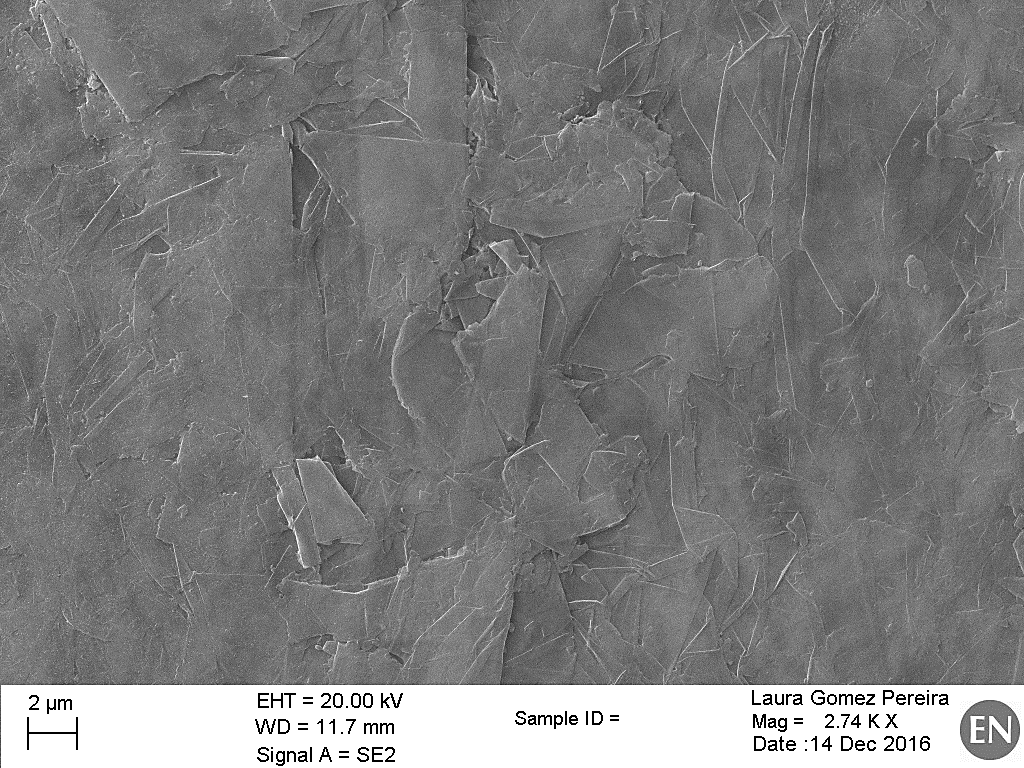 2 µm
EHT = 20.00 kV
WD = 11.7 mm
Signal A = SE2
Sample ID =
Laura Gomez Pereira
Mag = 2.74 K X
Date :14 Dec 2016
EN